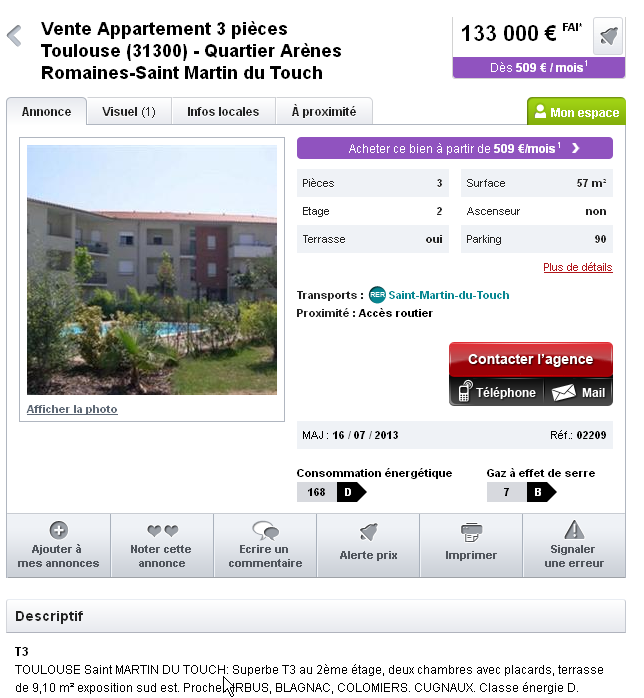 Vente Appartement 3 pièces
Toulouse (31300) - Quartier Arènes
Romaines-Saint Martin du Touch
133 000 € FAI*
Dès 509 € / mois¹
Annonce
Visuel (1)
Infos locales
À proximité
Mon espace
Acheter ce bien à partir de 509 €/mois¹
Pièces 3
Surface 57 m²
Etage 2
Ascenseur non
Terrasse oui
Parking 90
Plus de détails
Transports : RER Saint-Martin-du-Touch
Proximité : Accès routier
Contacter l'agence
Téléphone
Mail
Afficher la photo
MAJ : 16 / 07 / 2013
Réf.: 02209
Consommation énergétique
168 D
Gaz à effet de serre
7 B
Ajouter à
mes annonces
Noter cette
annonce
Ecrire un
commentaire
Alerte prix
Imprimer
Signaler
une erreur
Descriptif
T3
TOULOUSE Saint MARTIN DU TOUCH: Superbe T3 au 2ème étage, deux chambres avec placards, terrasse
de 9,10 m² exposition sud est. Proche RBUS, BLAGNAC, COLOMIERS. CUGNAUX. Classe énergie D.